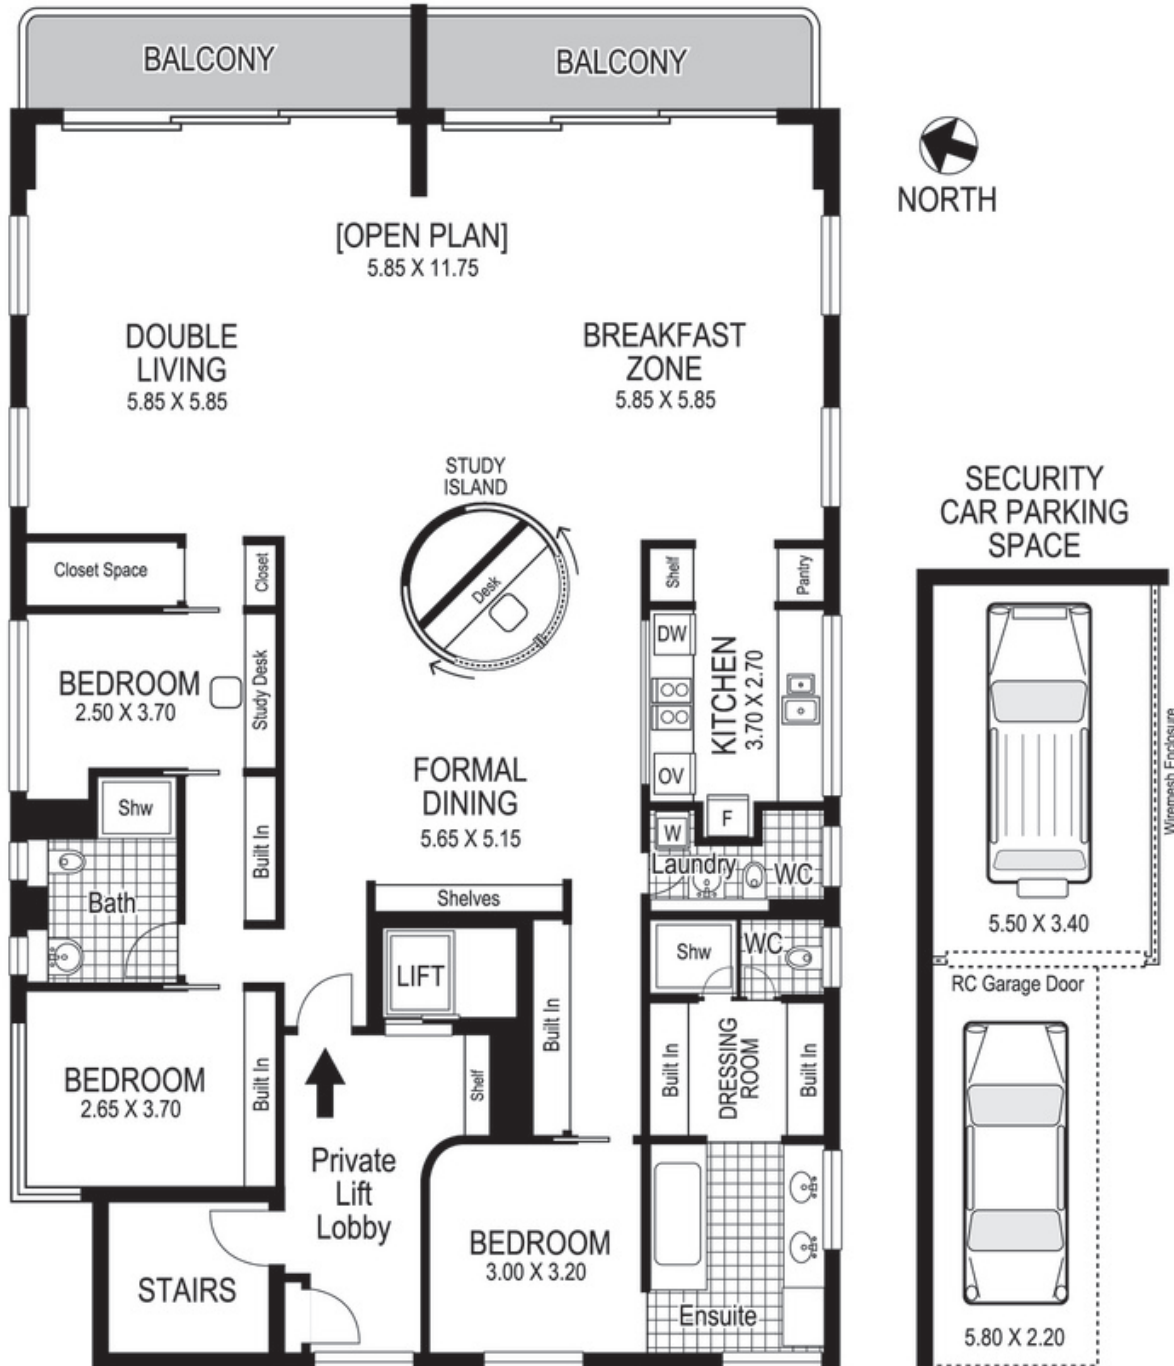 BALCONY
BALCONY
NORTH
[OPEN PLAN]
5.85 X 11.75
DOUBLE
LIVING
5.85 X 5.85
BREAKFAST
ZONE
5.85 X 5.85
STUDY
ISLAND
Desk
Closet Space
Closet
Shelf
Pantry
BEDROOM
2.50 X 3.70
Study Desk
DW
KITCHEN
3.70 X 2.70
OV
F
FORMAL
DINING
5.65 X 5.15
Shw
Built In
Bath
W
Laundry
WC
Shelves
LIFT
Built In
Shw
WC
BEDROOM
2.65 X 3.70
Built In
Shelf
Built In
DRESSING
ROOM
Built In
Private
Lift
Lobby
STAIRS
BEDROOM
3.00 X 3.20
Ensuite
SECURITY
CAR PARKING
SPACE
Wiremesh Enclosure
5.50 X 3.40
RC Garage Door
5.80 X 2.20